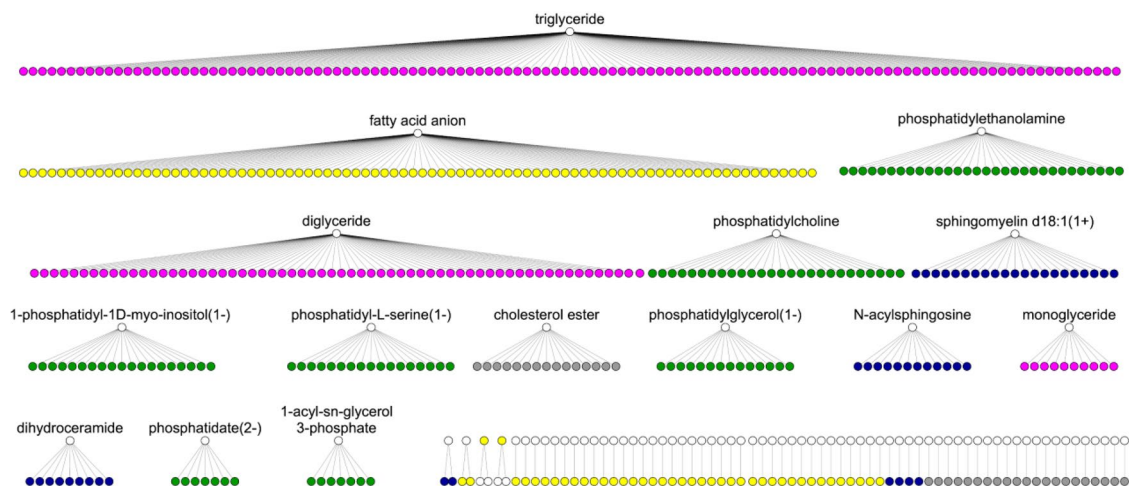 triglyceride
fatty acid anion
phosphatidylethanolamine
diglyceride
phosphatidylcholine
sphingomyelin d18:1(1+)
1-phosphatidyl-1D-myo-inositol(1-)
phosphatidyl-L-serine(1-)
cholesterol ester
phosphatidylglycerol(1-)
N-acylsphingosine
monoglyceride
dihydroceramide
phosphatidate(2-)
1-acyl-sn-glycerol
3-phosphate